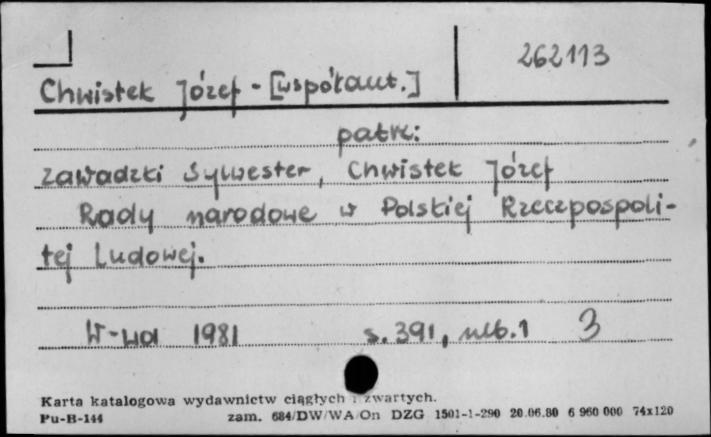 262113
Chwistek Józef - [współaut.]
patrz:
Zawadzki Sylwester, Chwistek Józef
Rady narodowe w Polskiej Rzeczpospoli-
tej Ludowej.
W-wa 1981 s. 391, nlb. 1 3
Karta katalogowa wydawnictw ciągłych i zwartych.
Pu-B-144 zam. 684/DW/WA/On DZG 1501-1-290 20.06.80 6 960 000 74x120